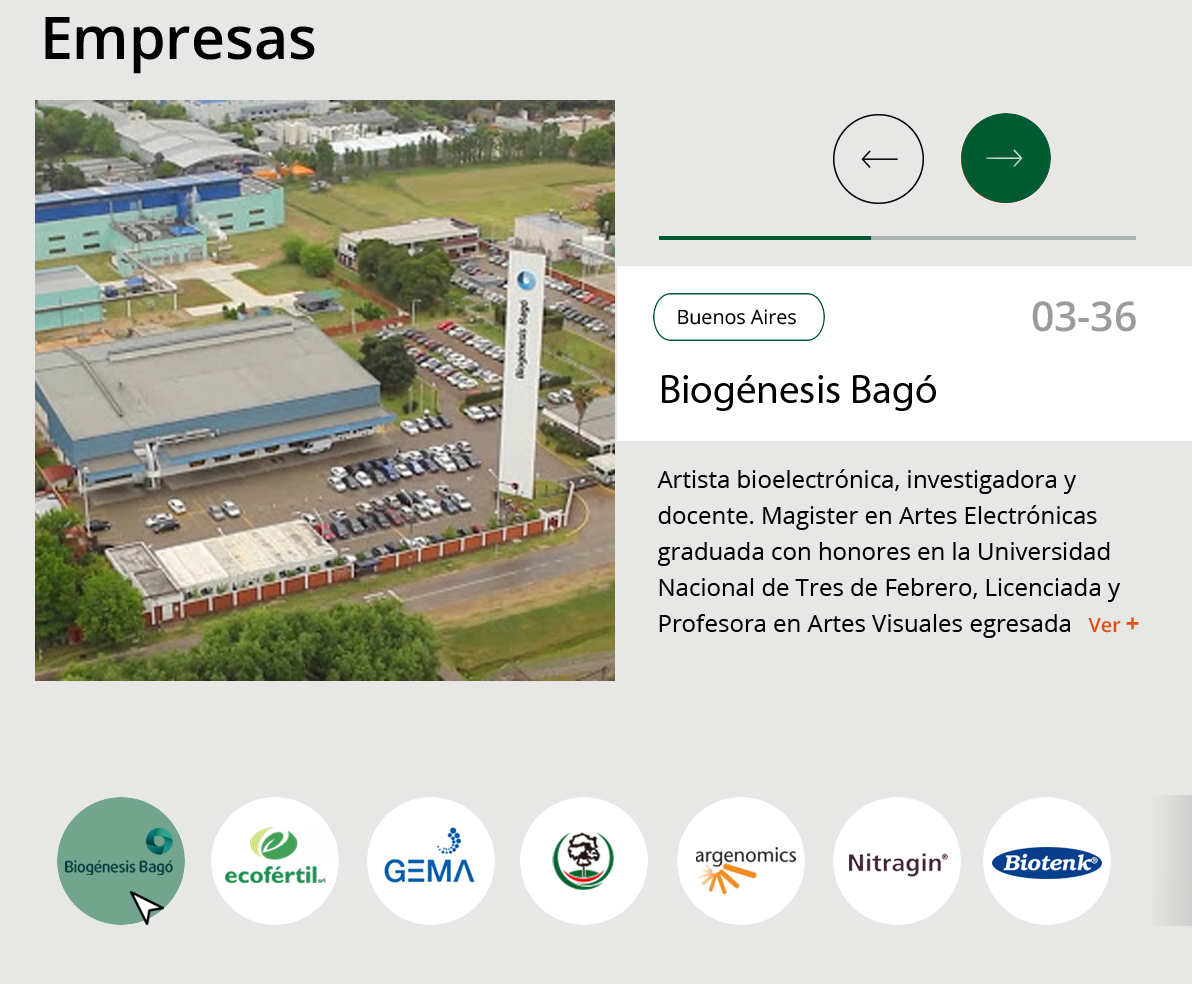 Empresas
Biogénesis Bagó
Buenos Aires
03-36
Biogénesis Bagó
Artista bioelectrónica, investigadora y
docente. Magister en Artes Electrónicas
graduada con honores en la Universidad
Nacional de Tres de Febrero, Licenciada y
Profesora en Artes Visuales egresada Ver +
Biogénesis Bagó
ecofértil srl
GEMA
argenomics
Nitragin®
Biotenk®